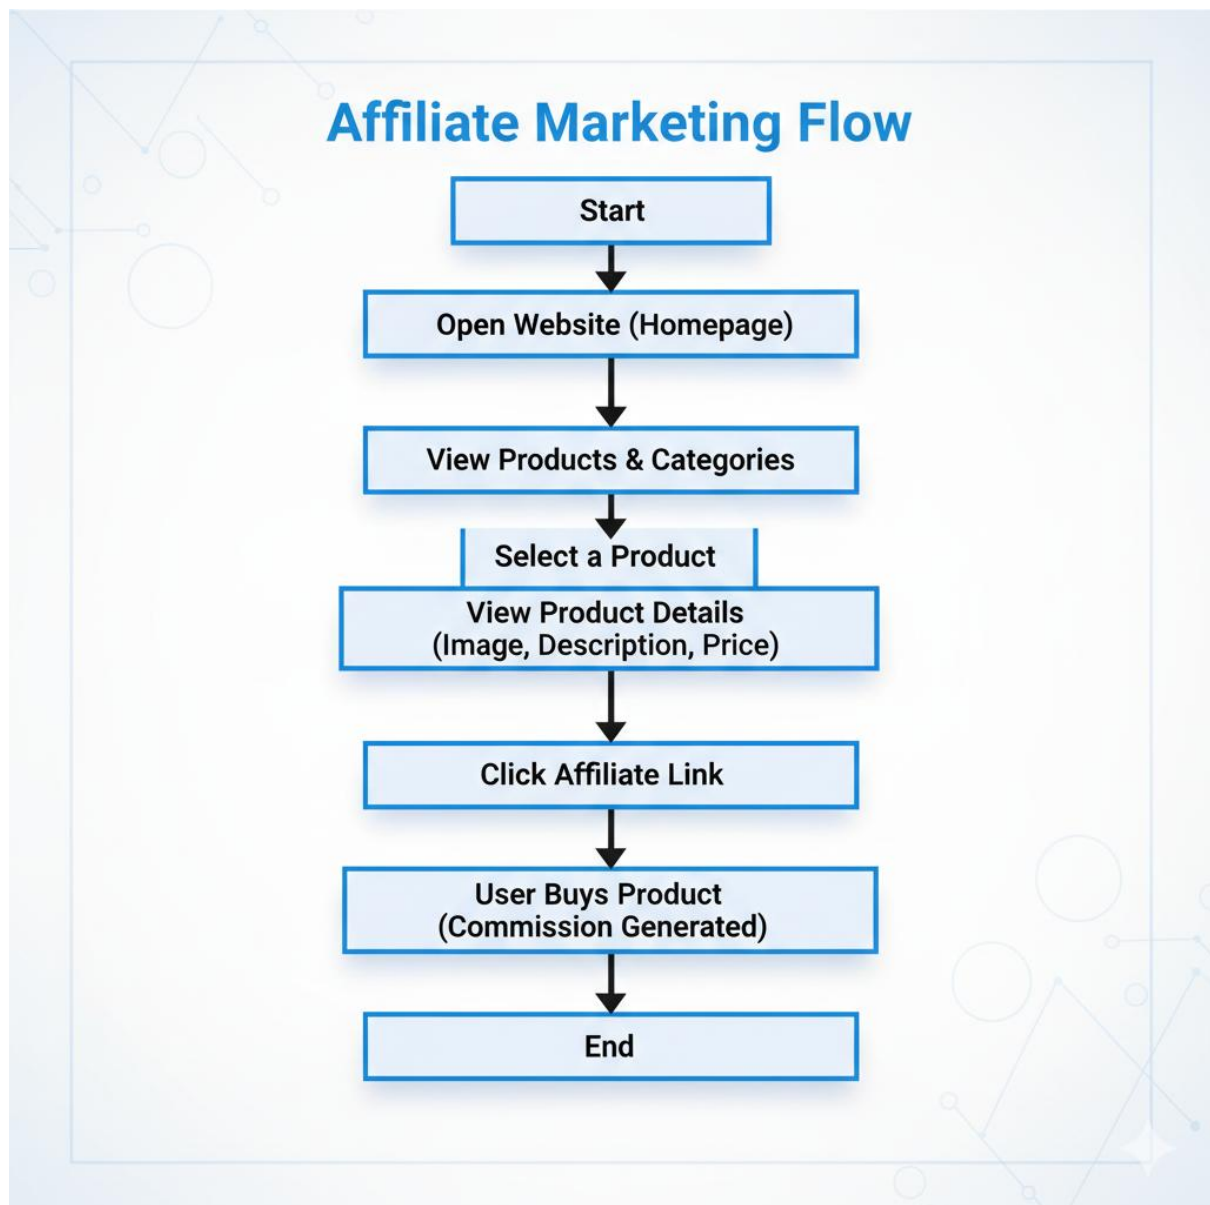 Affiliate Marketing Flow
Start
Open Website (Homepage)
View Products & Categories
Select a Product
View Product Details
(Image, Description, Price)
Click Affiliate Link
User Buys Product
(Commission Generated)
End